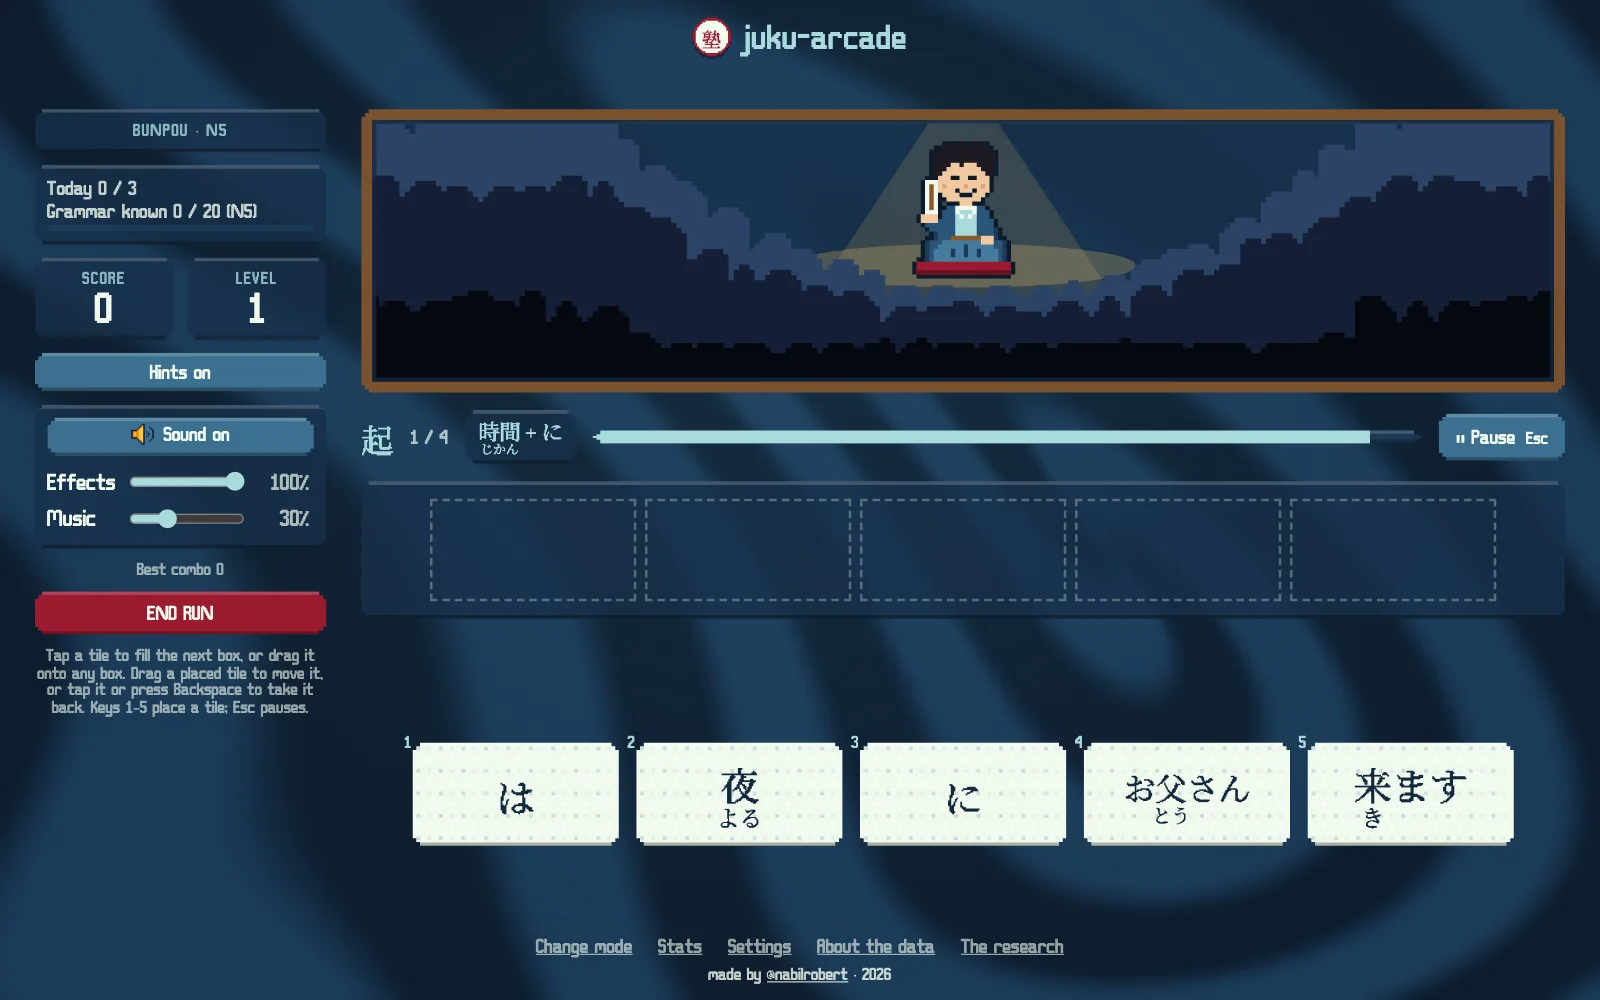 塾 juku-arcade
BUNPOU · N5
Today 0 / 3
Grammar known 0 / 20 (N5)
SCORE
0
LEVEL
1
Hints on
Sound on
Effects 100%
Music 30%
Best combo 0
END RUN
Tap a tile to fill the next box, or drag it
onto any box. Drag a placed tile to move it,
or tap it or press Backspace to take it
back. Keys 1-5 place a tile; Esc pauses.
起 1 / 4 時間 + に
じかん
Pause Esc
1
は
2
夜
よる
3
に
4
お父さん
とう
5
来ます
き
Change mode Stats Settings About the data The research
made by @nabilrobert · 2026